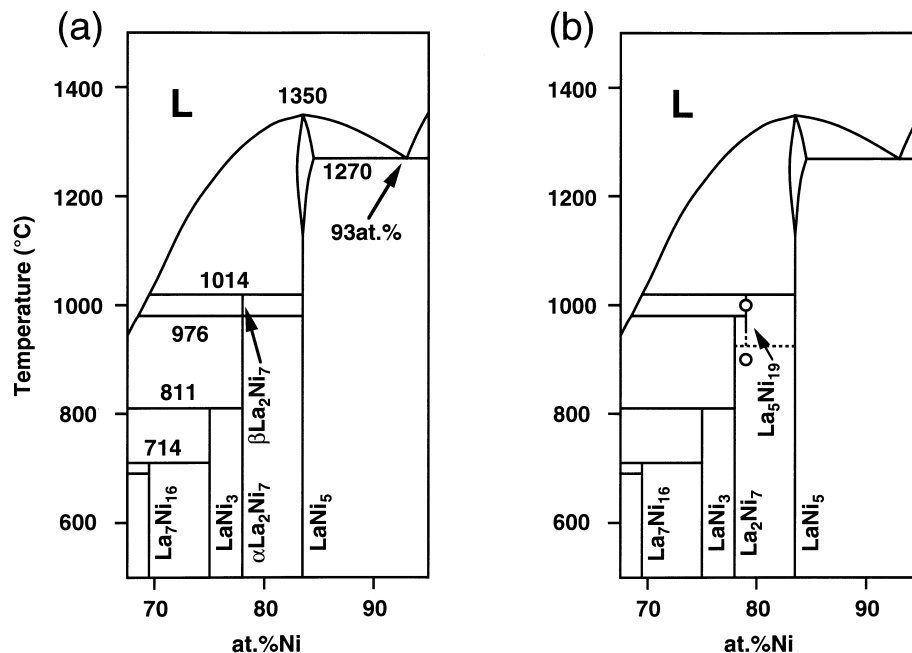 (a)
1400
1200
1000
800
600
Temperature (°C)
L
1350
1270
93at.%
1014
976
811
714
La₇Ni₁₆
LaNi₃
αLa₂Ni₇
βLa₂Ni₇
LaNi₅
70
80
90
at.%Ni
(b)
1400
1200
1000
800
600
L
La₅Ni₁₉
La₇Ni₁₆
LaNi₃
La₂Ni₇
LaNi₅
70
80
90
at.%Ni